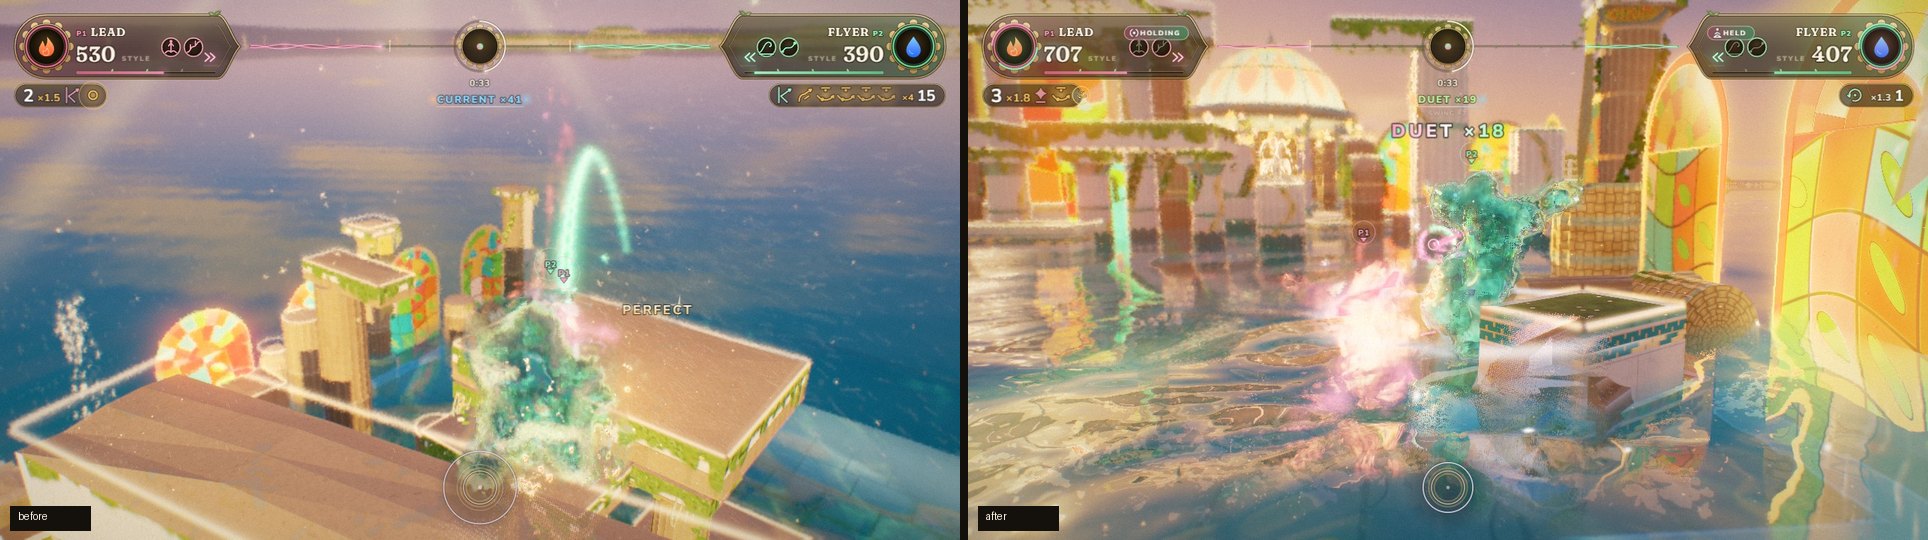 P1 LEAD
530 STYLE
2 ×1.5
0:33
CURRENT ×41
FLYER P2
STYLE 390
×4 15
P2
P1
PERFECT
before
P1 LEAD
HOLDING
707 STYLE
3 ×1.8
0:33
DUET ×19
DUET ×18
HELD
FLYER P2
STYLE 407
×1.3 1
P2
P1
after